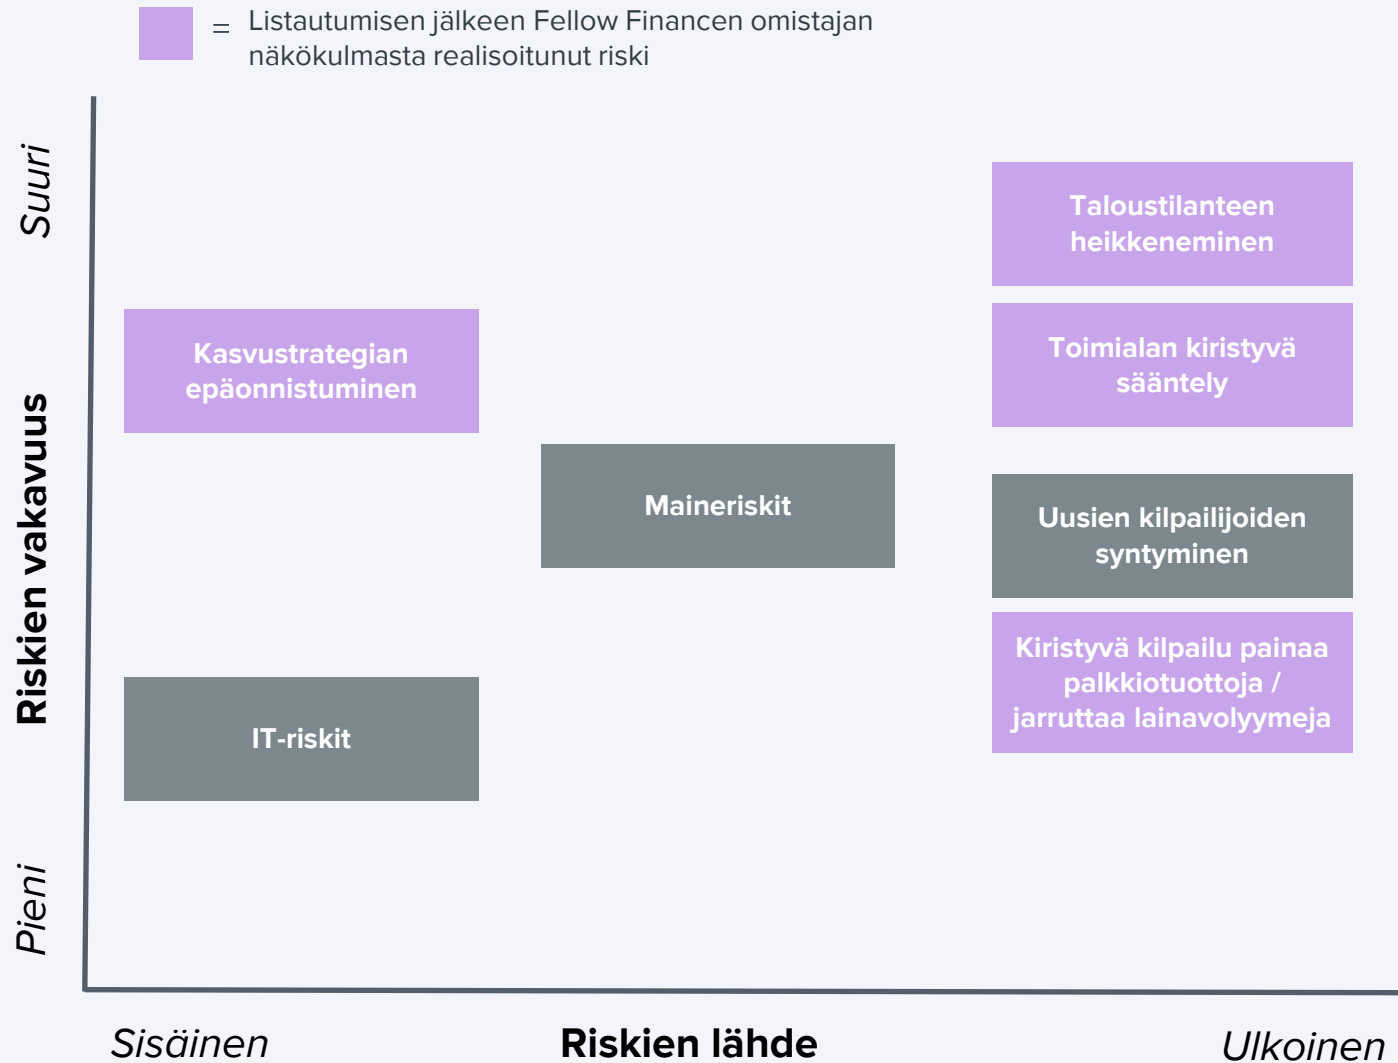 = Listautumisen jälkeen Fellow Financen omistajan
näkökulmasta realisoitunut riski
Suuri
Riskien vakavuus
Pieni
Taloustilanteen
heikkeneminen
Kasvustrategian
epäonnistuminen
Toimialan kiristyvä
sääntely
Maineriskit
Uusien kilpailijoiden
syntyminen
Kiristyvä kilpailu painaa
palkkiotuottoja /
jarruttaa lainavolyymeja
IT-riskit
Sisäinen
Riskien lähde
Ulkoinen